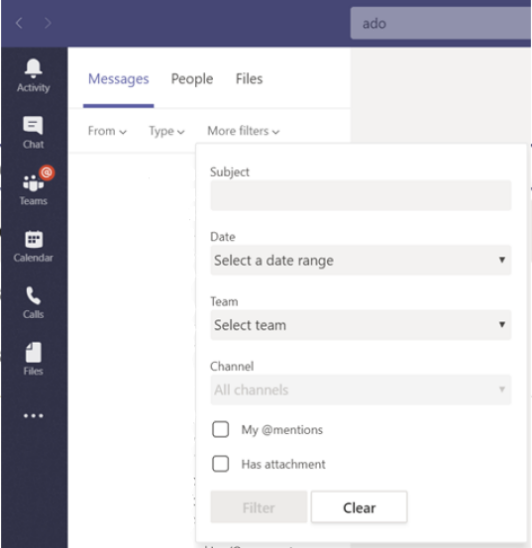 ado
Activity
Chat
Teams
Calendar
Calls
Files
Messages People Files
From Type More filters
Subject
Date
Select a date range
Team
Select team
Channel
All channels
My @mentions
Has attachment
Filter Clear